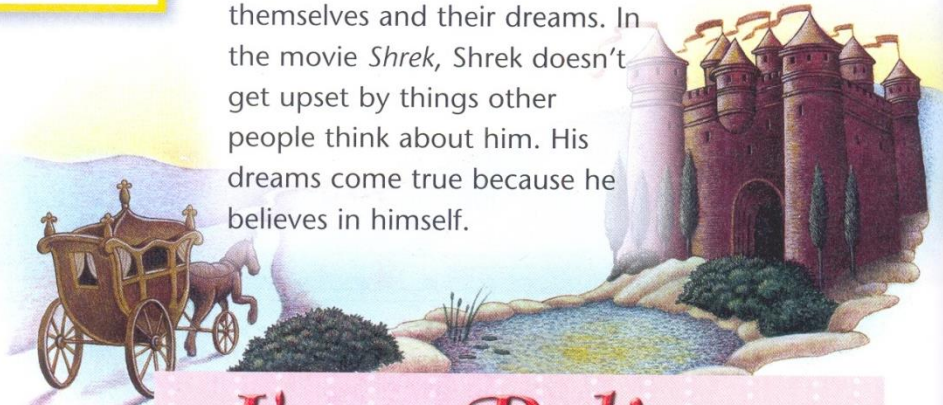 themselves and their dreams. In
the movie Shrek, Shrek doesn't
get upset by things other
people think about him. His
dreams come true because he
believes in himself.